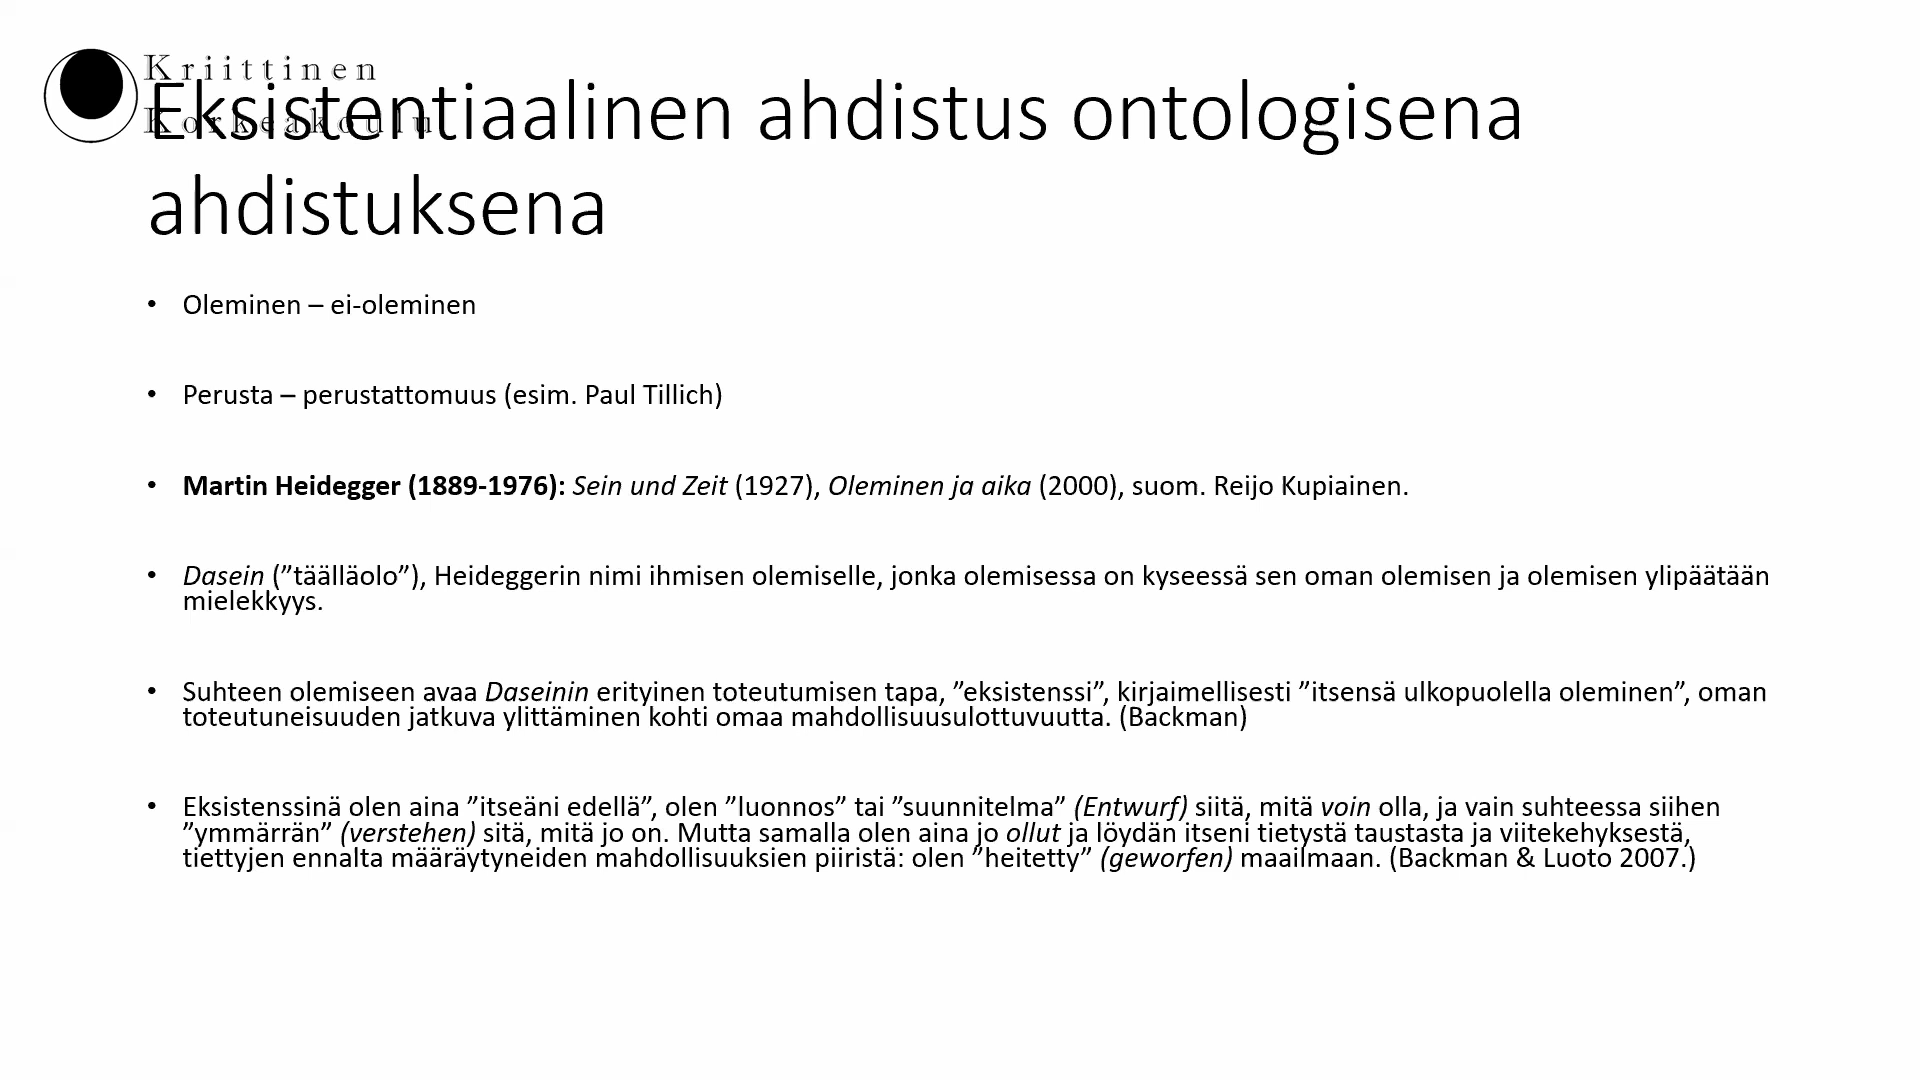 Kriittinen
Korkeakoulu
Eksistentiaalinen ahdistus ontologisena
ahdistuksena
• Oleminen – ei-oleminen
• Perusta – perustattomuus (esim. Paul Tillich)
• Martin Heidegger (1889-1976): Sein und Zeit (1927), Oleminen ja aika (2000), suom. Reijo Kupiainen.
• Dasein (”täälläolo”), Heideggerin nimi ihmisen olemiselle, jonka olemisessa on kyseessä sen oman olemisen ja olemisen ylipäätään
mielekkyys.
• Suhteen olemiseen avaa Daseinin erityinen toteutumisen tapa, ”eksistenssi”, kirjaimellisesti ”itsensä ulkopuolella oleminen”, oman
toteutuneisuuden jatkuva ylittäminen kohti omaa mahdollisuusulottuvuutta. (Backman)
• Eksistenssinä olen aina ”itseäni edellä”, olen ”luonnos” tai ”suunnitelma” (Entwurf) siitä, mitä voin olla, ja vain suhteessa siihen
”ymmärrän” (verstehen) sitä, mitä jo on. Mutta samalla olen aina jo ollut ja löydän itseni tietystä taustasta ja viitekehyksestä,
tiettyjen ennalta määräytyneiden mahdollisuuksien piiristä: olen ”heitetty” (geworfen) maailmaan. (Backman & Luoto 2007.)